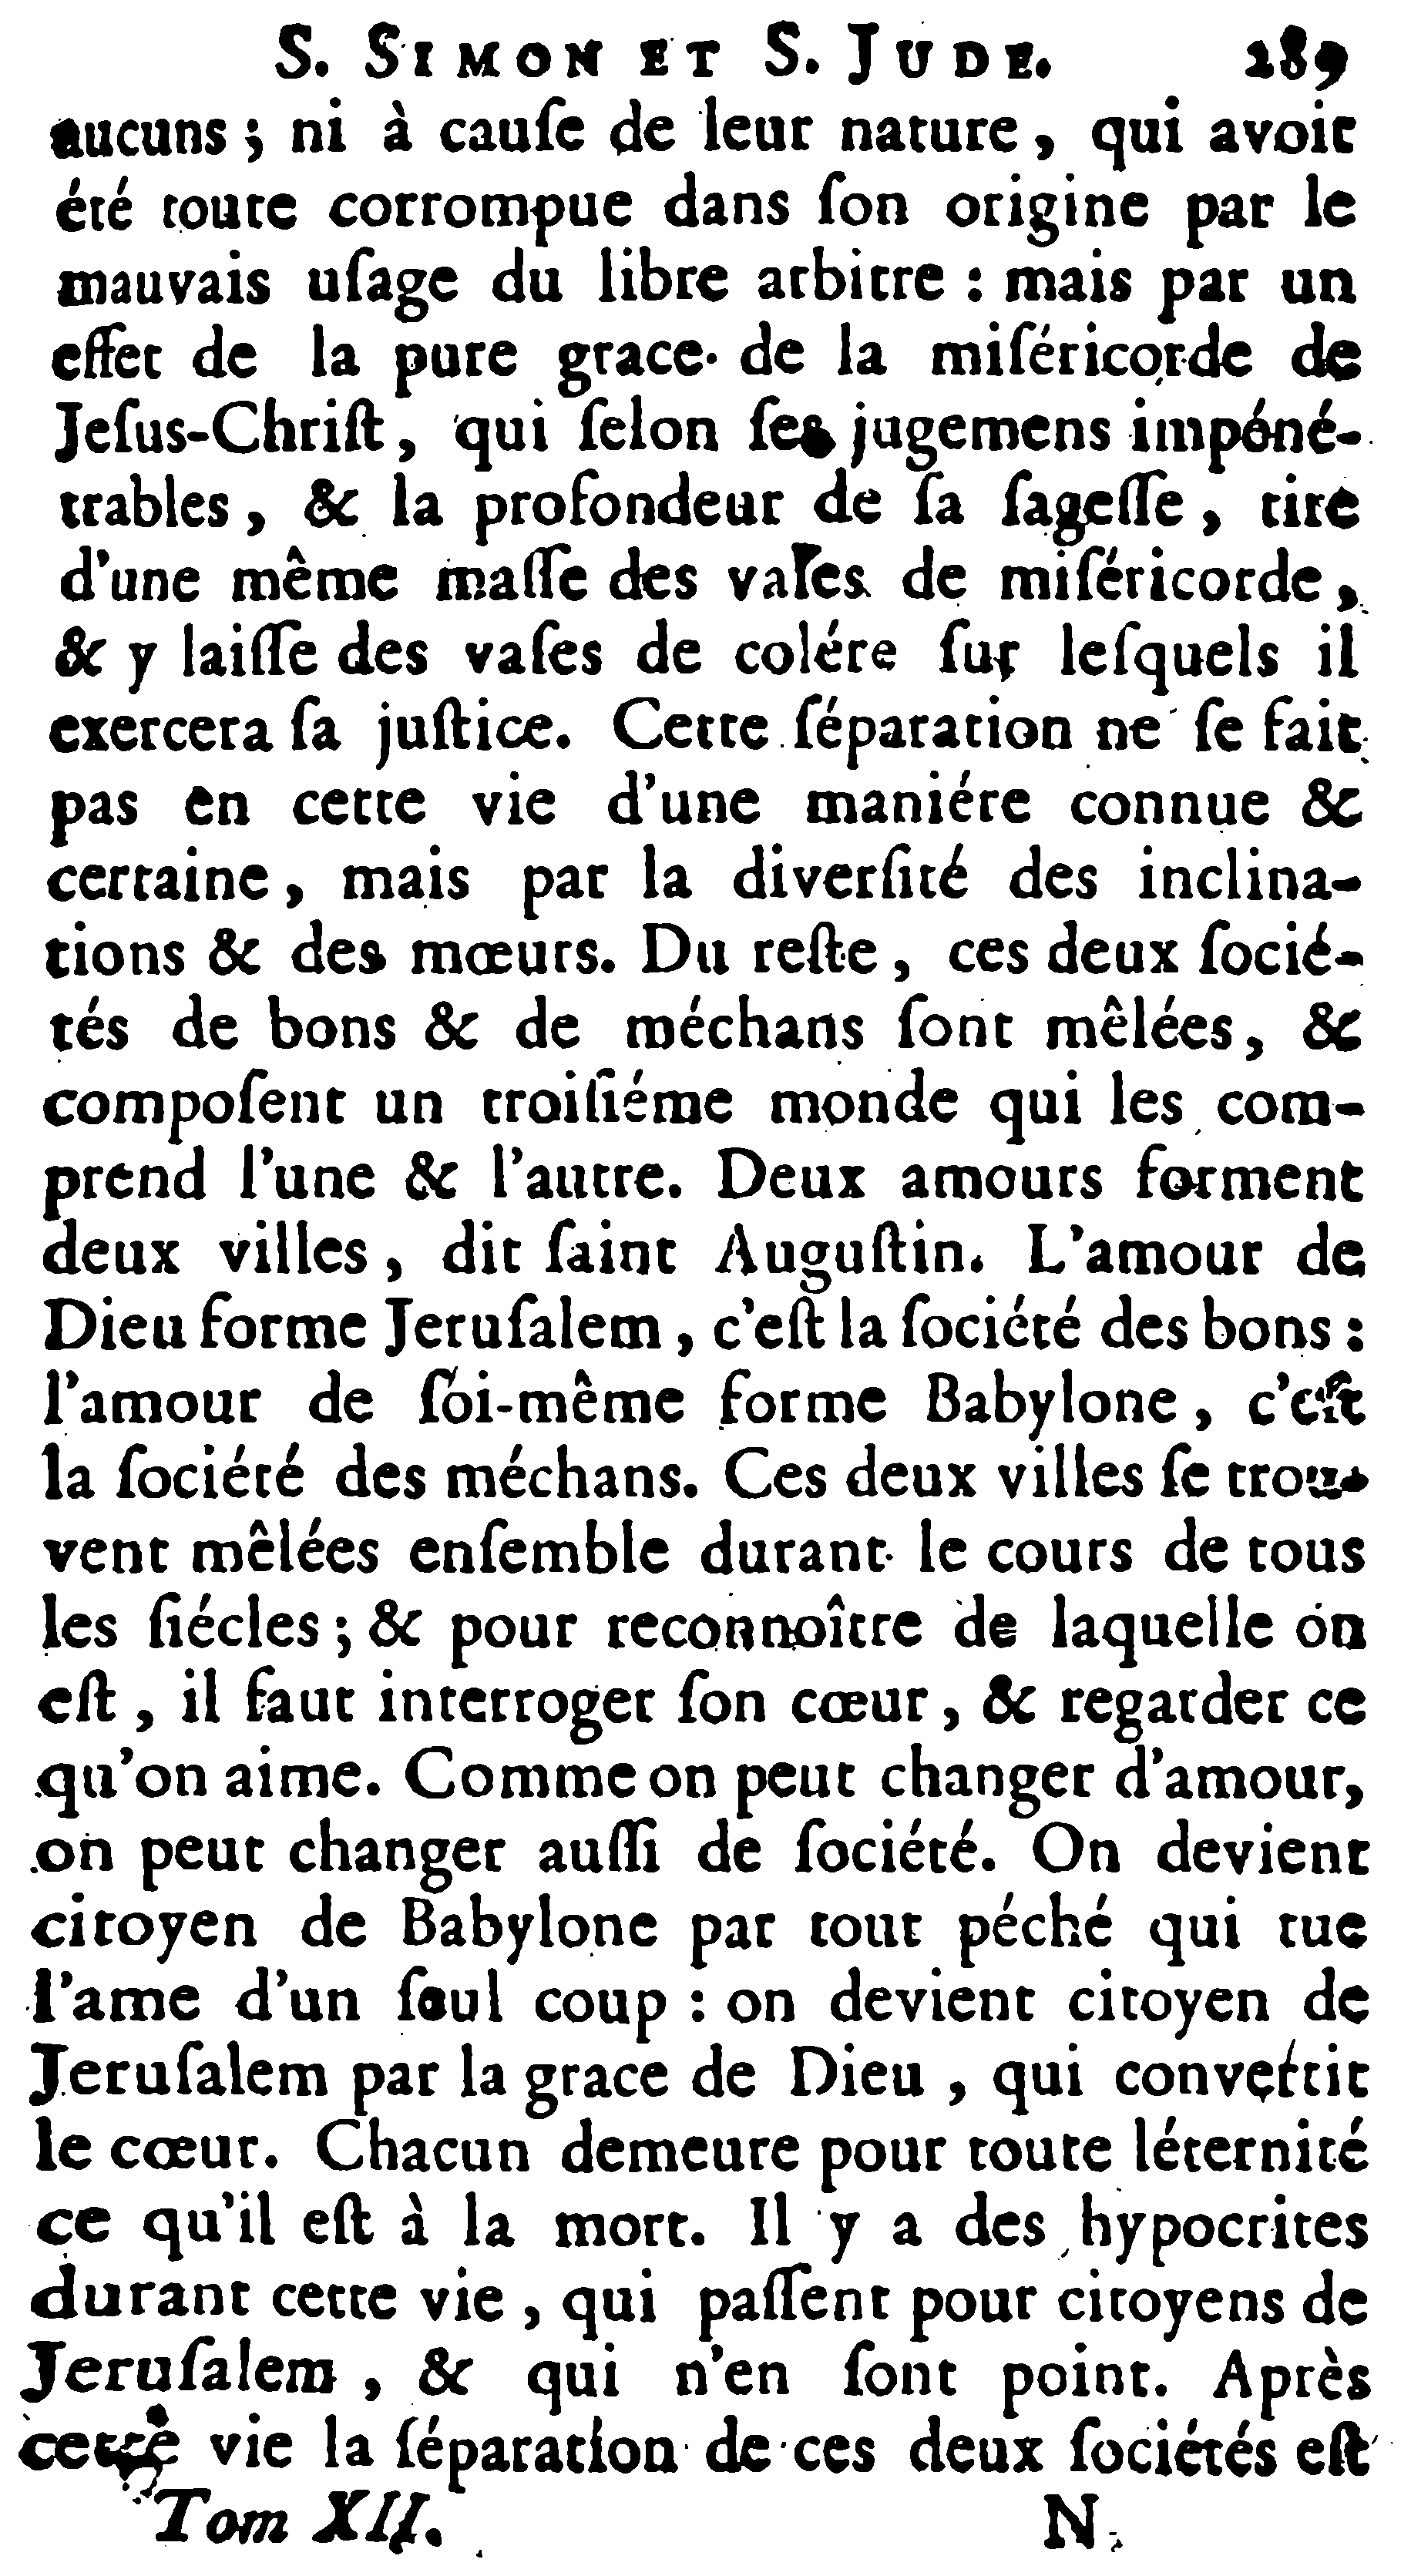 S. SIMON ET S. JUDE. 289
aucuns ; ni à cauſe de leur nature, qui avoit
été toute corrompue dans ſon origine par le
mauvais uſage du libre arbitre : mais par un
effet de la pure grace de la miſéricorde de
Jeſus-Chriſt, qui ſelon ſes jugemens impéné-
trables, & la profondeur de ſa ſageſſe, tire
d'une même maſſe des vaſes de miſéricorde,
& y laiſſe des vaſes de colére ſur leſquels il
exercera ſa juſtice. Cette ſéparation ne ſe fait
pas en cette vie d'une maniére connue &
certaine, mais par la diverſité des inclina-
tions & des mœurs. Du reſte, ces deux ſocié-
tés de bons & de méchans ſont mêlées, &
compoſent un troiſiéme monde qui les com-
prend l'une & l'autre. Deux amours forment
deux villes, dit ſaint Auguſtin. L'amour de
Dieu forme Jeruſalem, c'eſt la ſociété des bons :
l'amour de ſoi-même forme Babylone, c'eſt
la ſociété des méchans. Ces deux villes ſe trou-
vent mêlées enſemble durant le cours de tous
les ſiécles ; & pour reconnoître de laquelle on
eſt, il faut interroger ſon cœur, & regarder ce
qu'on aime. Comme on peut changer d'amour,
on peut changer auſſi de ſociété. On devient
citoyen de Babylone par tout péché qui tue
l'ame d'un ſeul coup : on devient citoyen de
Jeruſalem par la grace de Dieu, qui convertit
le cœur. Chacun demeure pour toute léternité
ce qu'il eſt à la mort. Il y a des hypocrites
durant cette vie, qui paſſent pour citoyens de
Jeruſalem, & qui n'en ſont point. Après
cette vie la ſéparation de ces deux ſociétés eſt
Tom XII. N